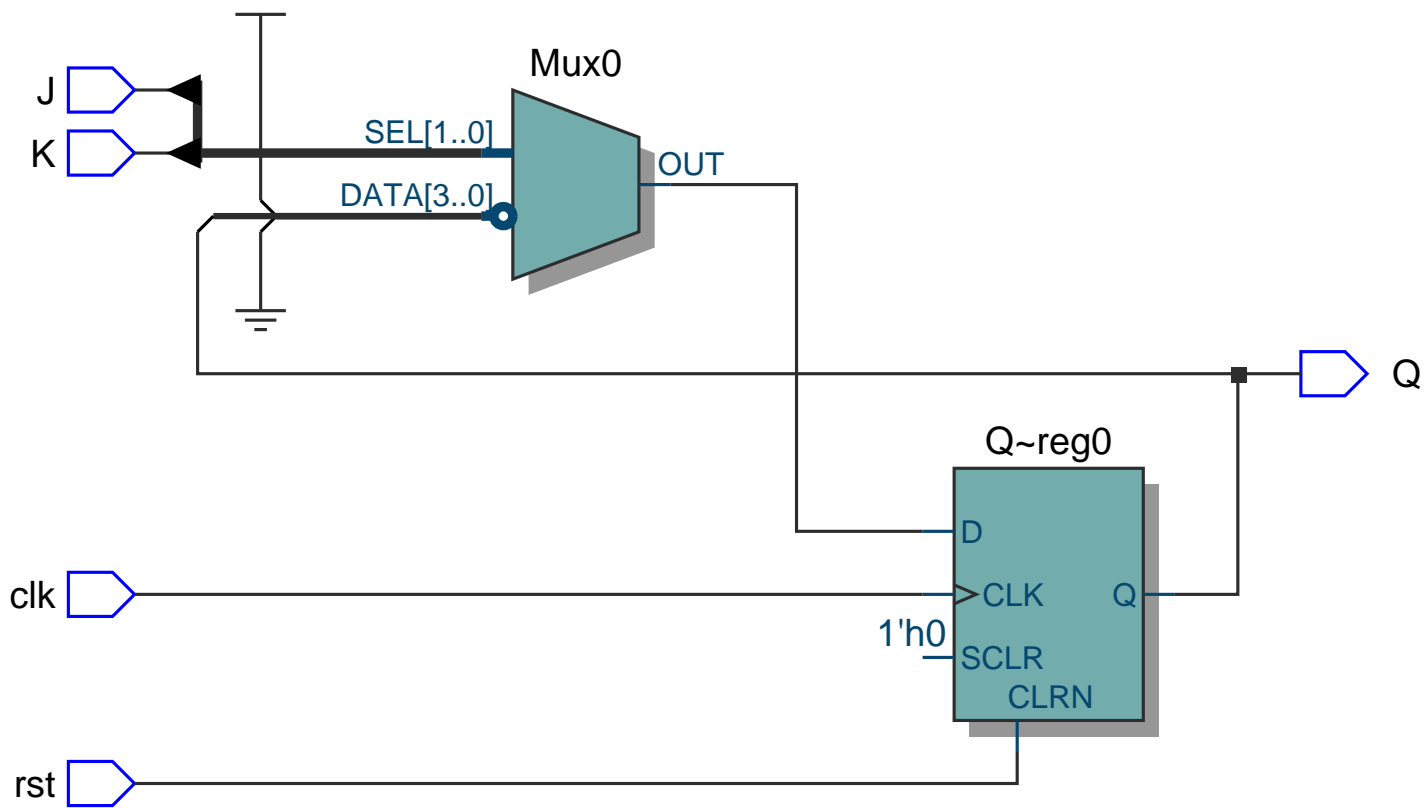 Mux0
J
SEL[1..0]
K
OUT
DATA[3..0]
Q
Q~reg0
D
clk
CLK
Q
1'h0
SCLR
CLRN
rst